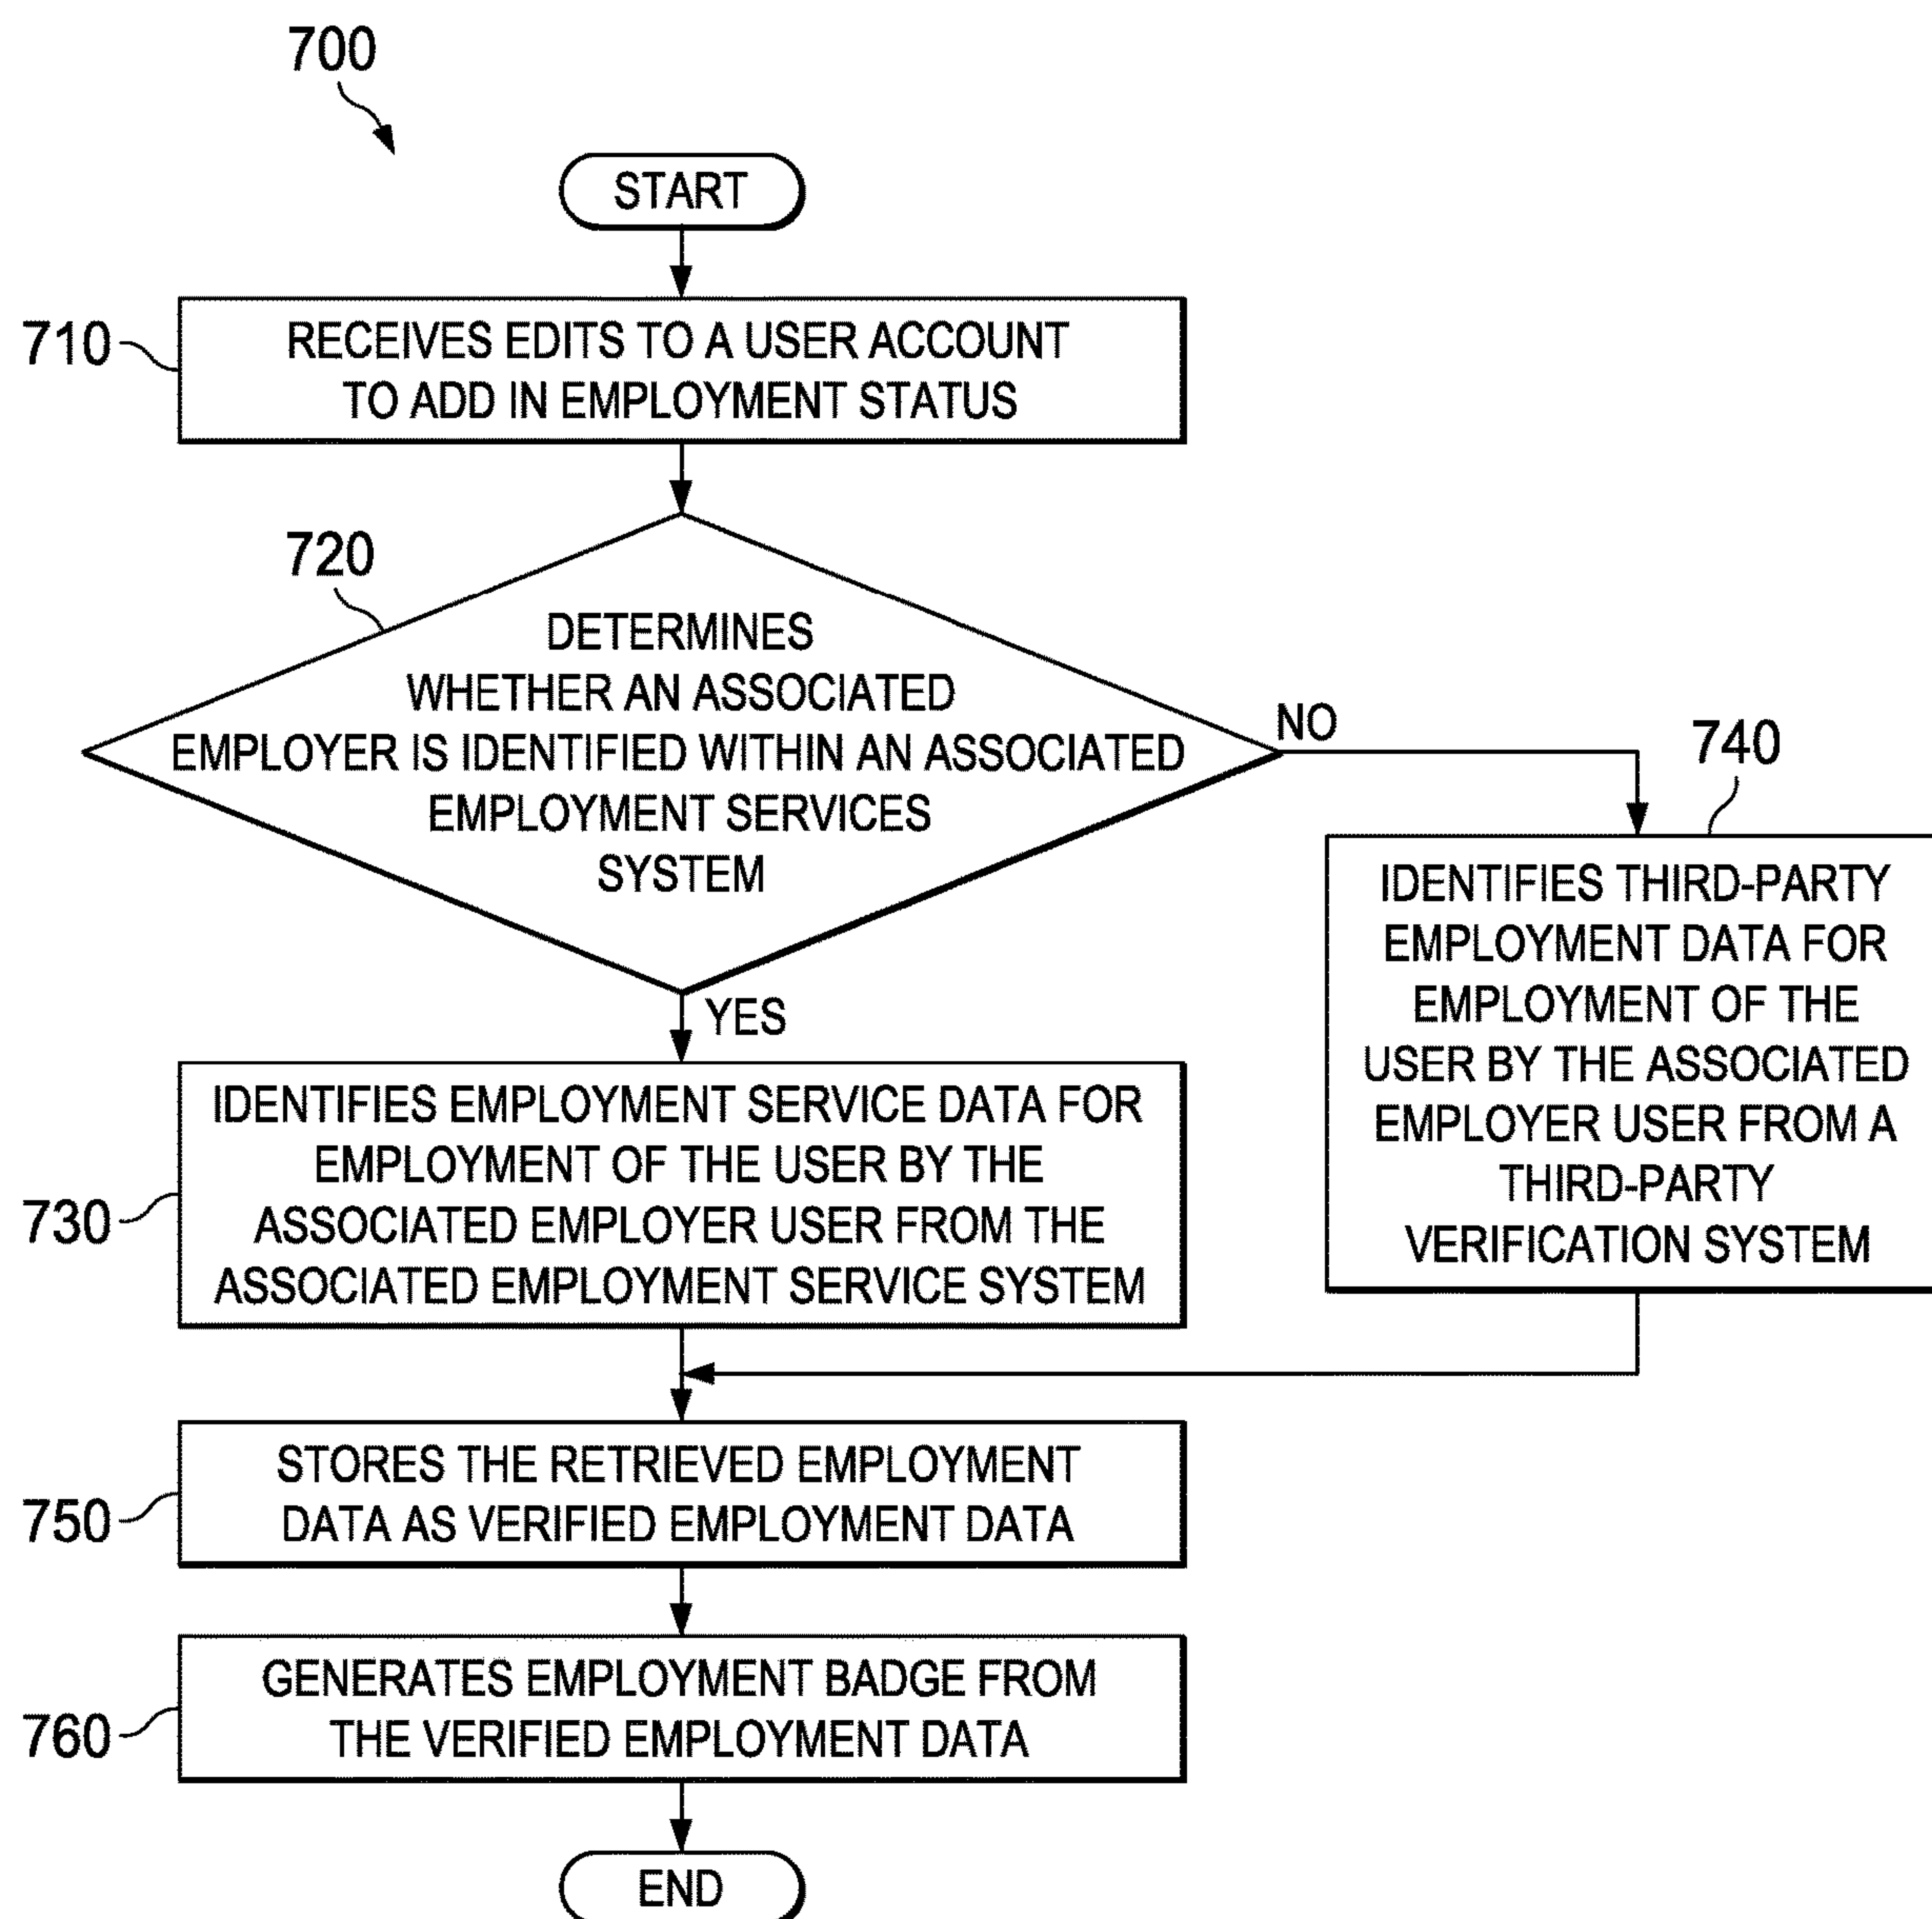 700
START
710
RECEIVES EDITS TO A USER ACCOUNT
TO ADD IN EMPLOYMENT STATUS
720
DETERMINES
WHETHER AN ASSOCIATED
EMPLOYER IS IDENTIFIED WITHIN AN ASSOCIATED
EMPLOYMENT SERVICES
SYSTEM
NO
740
IDENTIFIES THIRD-PARTY
EMPLOYMENT DATA FOR
EMPLOYMENT OF THE
USER BY THE ASSOCIATED
EMPLOYER USER FROM A
THIRD-PARTY
VERIFICATION SYSTEM
YES
730
IDENTIFIES EMPLOYMENT SERVICE DATA FOR
EMPLOYMENT OF THE USER BY THE
ASSOCIATED EMPLOYER USER FROM THE
ASSOCIATED EMPLOYMENT SERVICE SYSTEM
750
STORES THE RETRIEVED EMPLOYMENT
DATA AS VERIFIED EMPLOYMENT DATA
760
GENERATES EMPLOYMENT BADGE FROM
THE VERIFIED EMPLOYMENT DATA
END